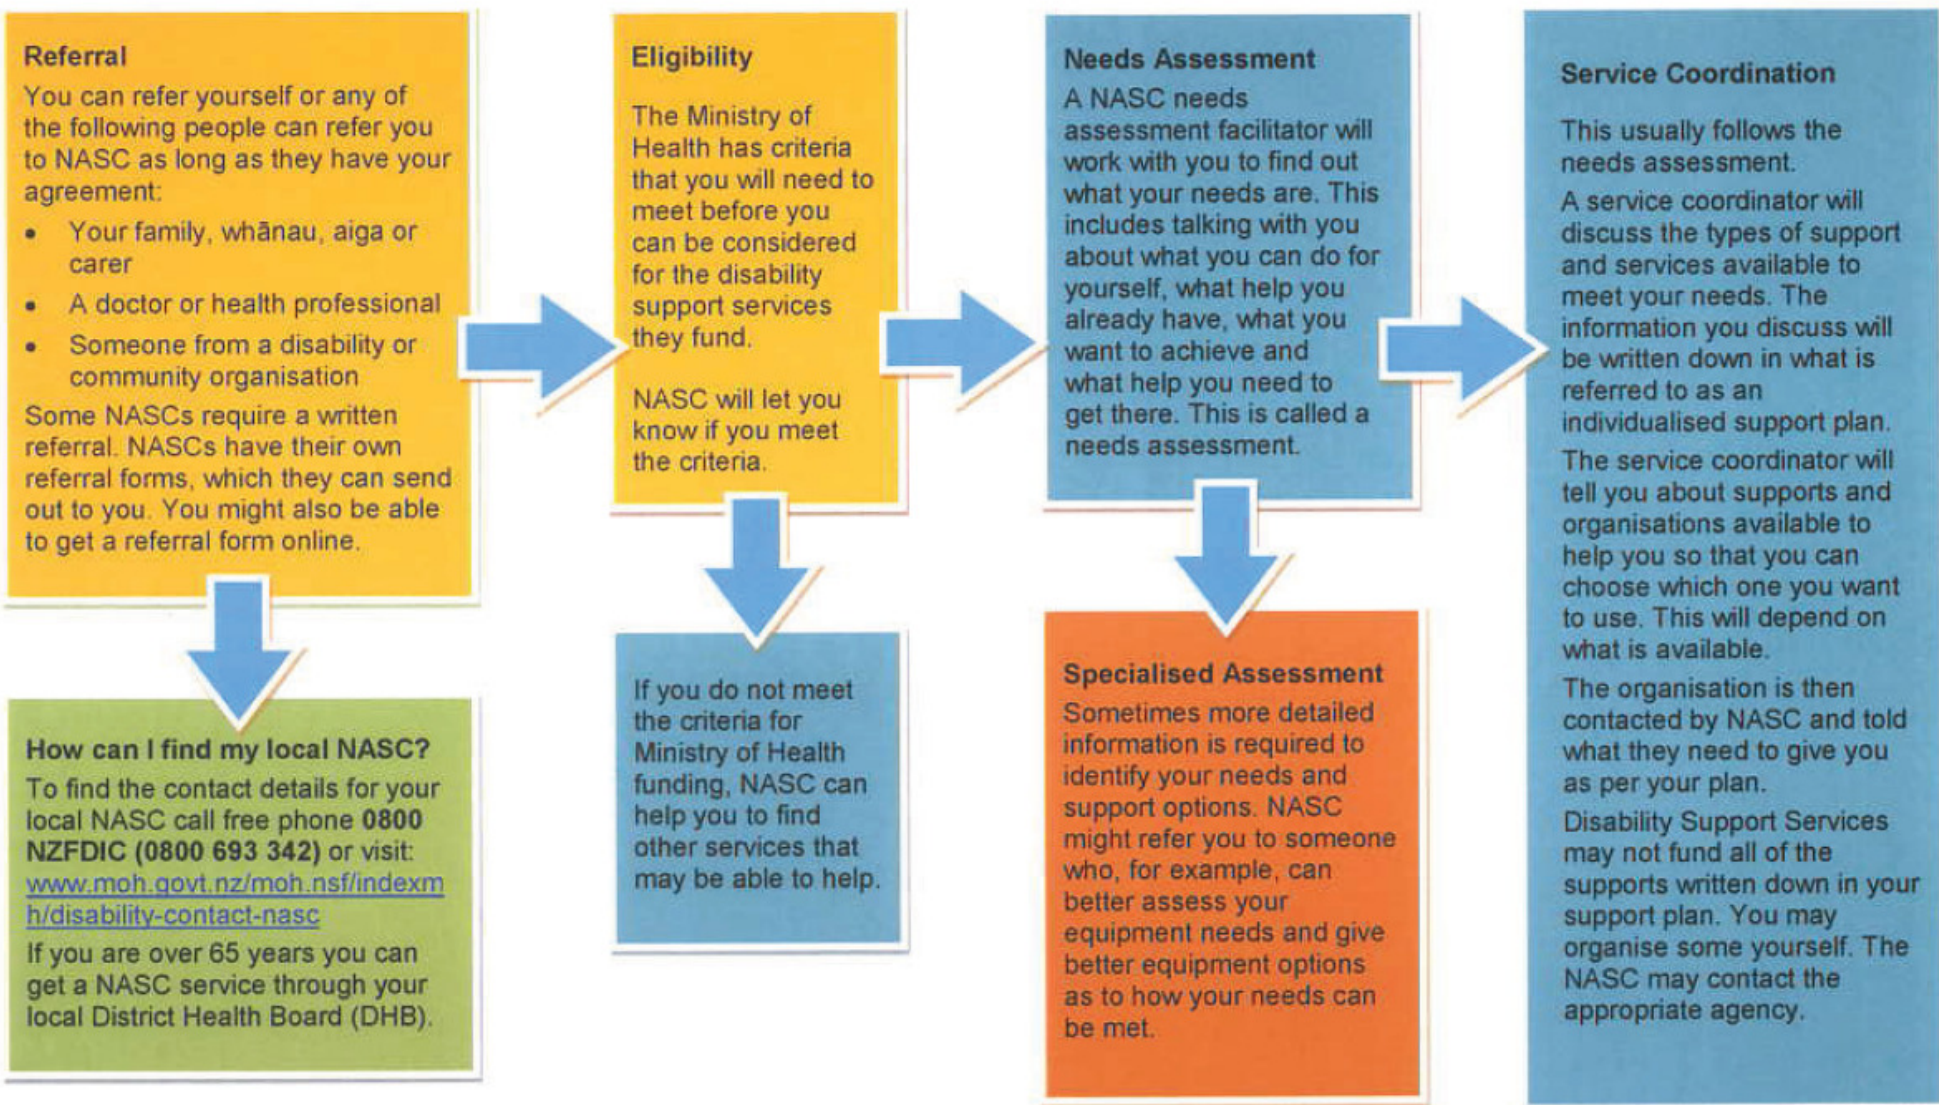 Referral
You can refer yourself or any of
the following people can refer you
to NASC as long as they have your
agreement:
• Your family, whānau, aiga or
carer
• A doctor or health professional
• Someone from a disability or
community organisation
Some NASCs require a written
referral. NASCs have their own
referral forms, which they can send
out to you. You might also be able
to get a referral form online.
How can I find my local NASC?
To find the contact details for your
local NASC call free phone 0800
NZFDIC (0800 693 342) or visit:
www.moh.govt.nz/moh.nsf/indexm
h/disability-contact-nasc
If you are over 65 years you can
get a NASC service through your
local District Health Board (DHB).
Eligibility
The Ministry of
Health has criteria
that you will need to
meet before you
can be considered
for the disability
support services
they fund.
NASC will let you
know if you meet
the criteria.
If you do not meet
the criteria for
Ministry of Health
funding, NASC can
help you to find
other services that
may be able to help.
Needs Assessment
A NASC needs
assessment facilitator will
work with you to find out
what your needs are. This
includes talking with you
about what you can do for
yourself, what help you
already have, what you
want to achieve and
what help you need to
get there. This is called a
needs assessment.
Specialised Assessment
Sometimes more detailed
information is required to
identify your needs and
support options. NASC
might refer you to someone
who, for example, can
better assess your
equipment needs and give
better equipment options
as to how your needs can
be met.
Service Coordination
This usually follows the
needs assessment.
A service coordinator will
discuss the types of support
and services available to
meet your needs. The
information you discuss will
be written down in what is
referred to as an
individualised support plan.
The service coordinator will
tell you about supports and
organisations available to
help you so that you can
choose which one you want
to use. This will depend on
what is available.
The organisation is then
contacted by NASC and told
what they need to give you
as per your plan.
Disability Support Services
may not fund all of the
supports written down in your
support plan. You may
organise some yourself. The
NASC may contact the
appropriate agency.